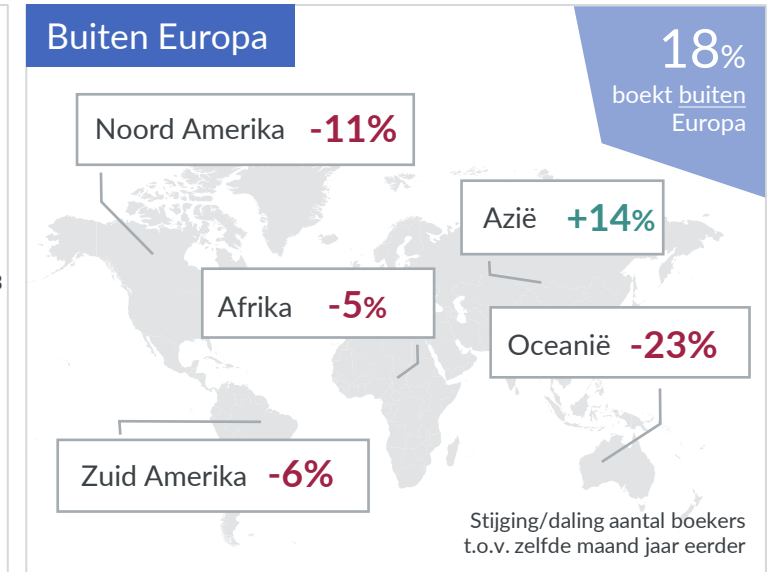 Buiten Europa
18%
boekt buiten
Europa
Noord Amerika -11%
Azië +14%
Afrika -5%
Oceanië -23%
Zuid Amerika -6%
Stijging/daling aantal boekers
t.o.v. zelfde maand jaar eerder